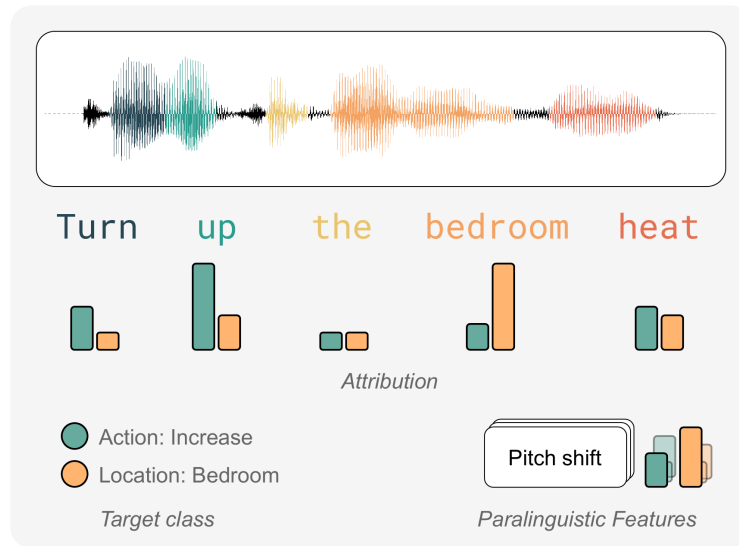 Turn up the bedroom heat
Attribution
Action: Increase
Location: Bedroom
Target class
Pitch shift
Paralinguistic Features